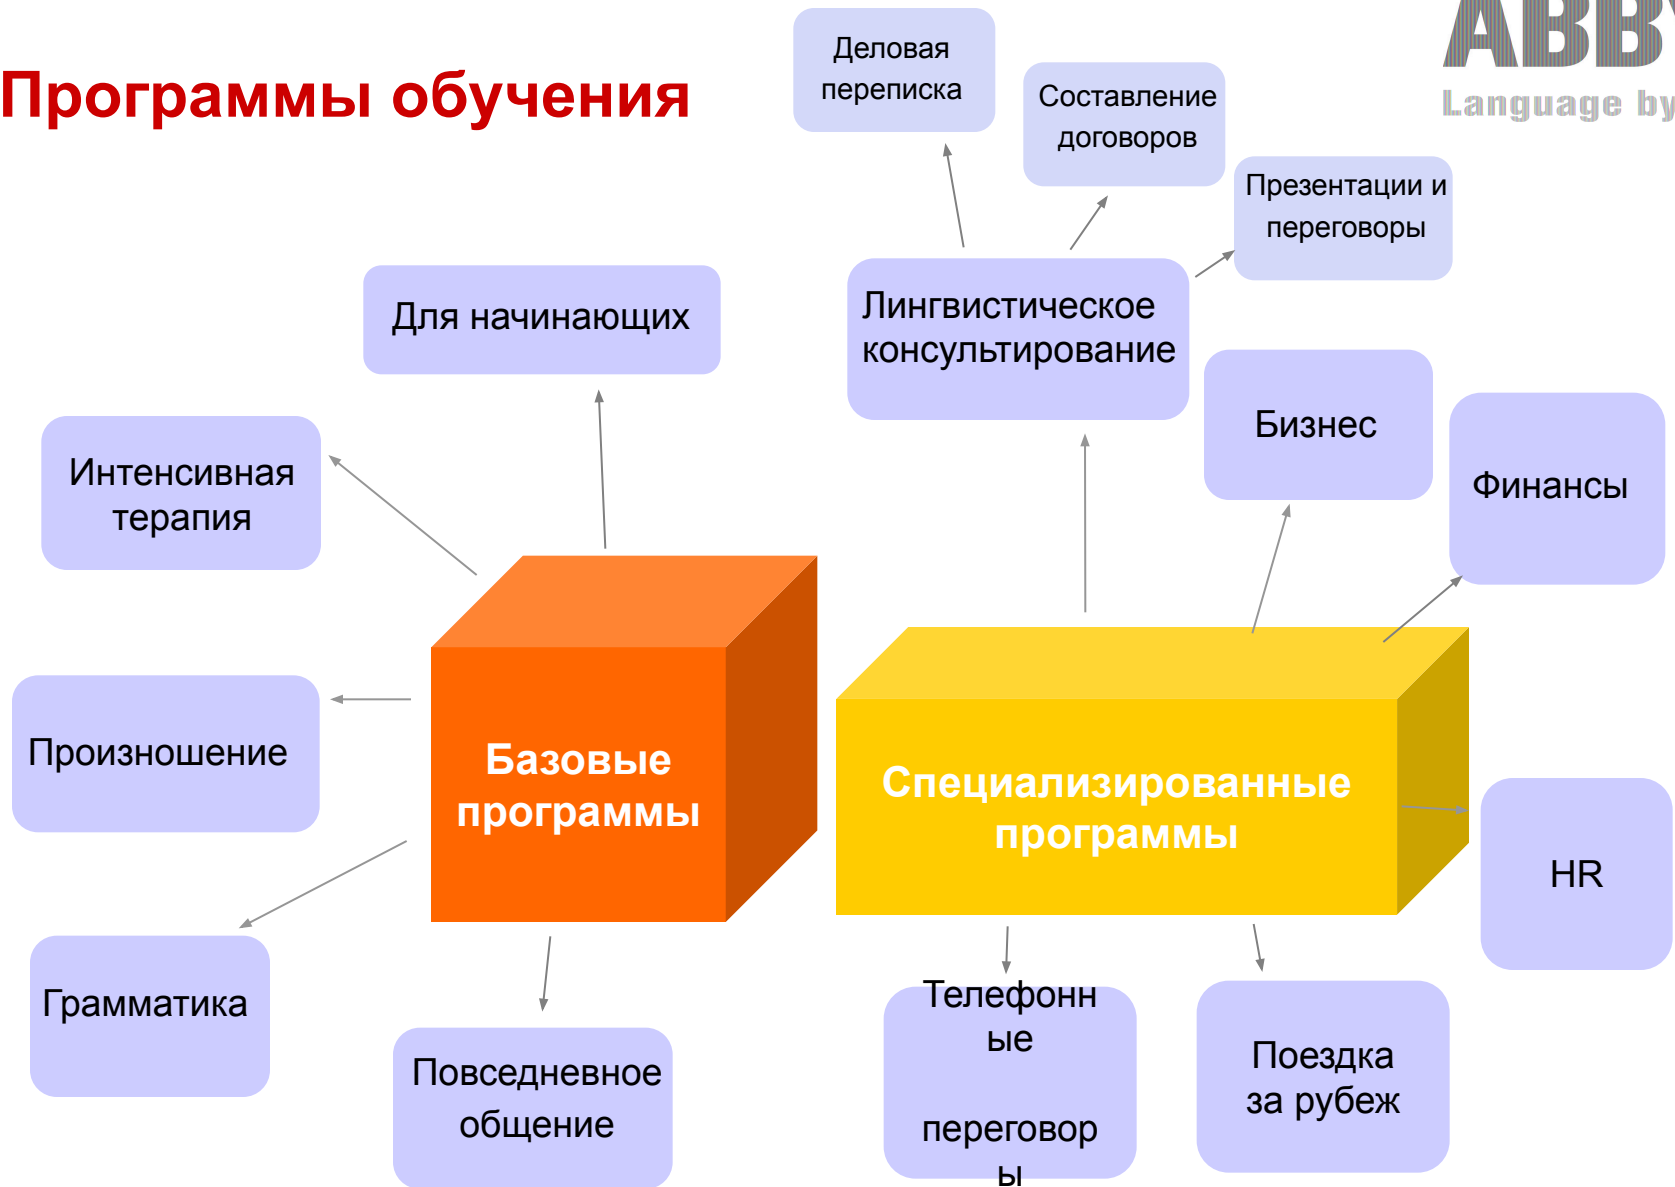 Программы обучения
Деловая
переписка
Составление
договоров
Презентации и
переговоры
Language by
Для начинающих
Лингвистическое
консультирование
Бизнес
Финансы
Интенсивная
терапия
Произношение
Базовые
программы
Специализированные
программы
HR
Грамматика
Повседневное
общение
Телефонн
ые
переговор
ы
Поездка
за рубеж